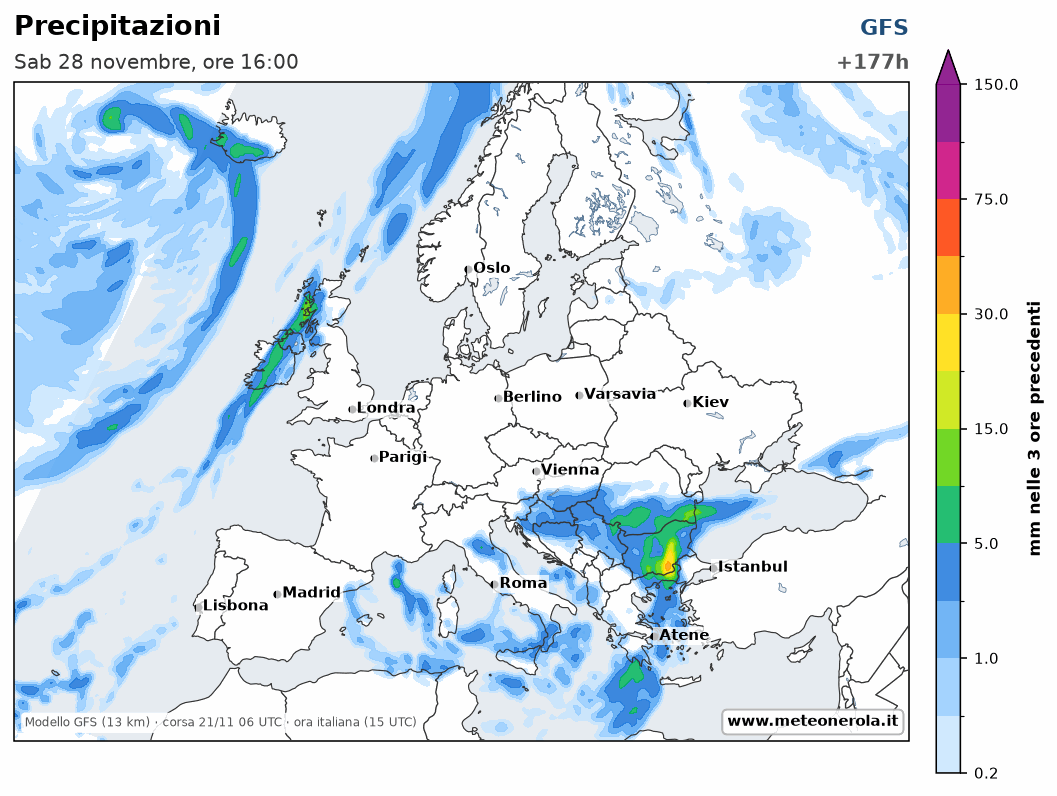 Precipitazioni
GFS
Sab 28 novembre, ore 16:00
+177h
150.0
75.0
30.0
15.0
5.0
1.0
0.2
mm nelle 3 ore precedenti
Oslo
Berlino
Varsavia
Kiev
Londra
Parigi
Vienna
Istanbul
Roma
Madrid
Lisbona
Atene
Modello GFS (13 km) · corsa 21/11 06 UTC · ora italiana (15 UTC)
www.meteonerola.it